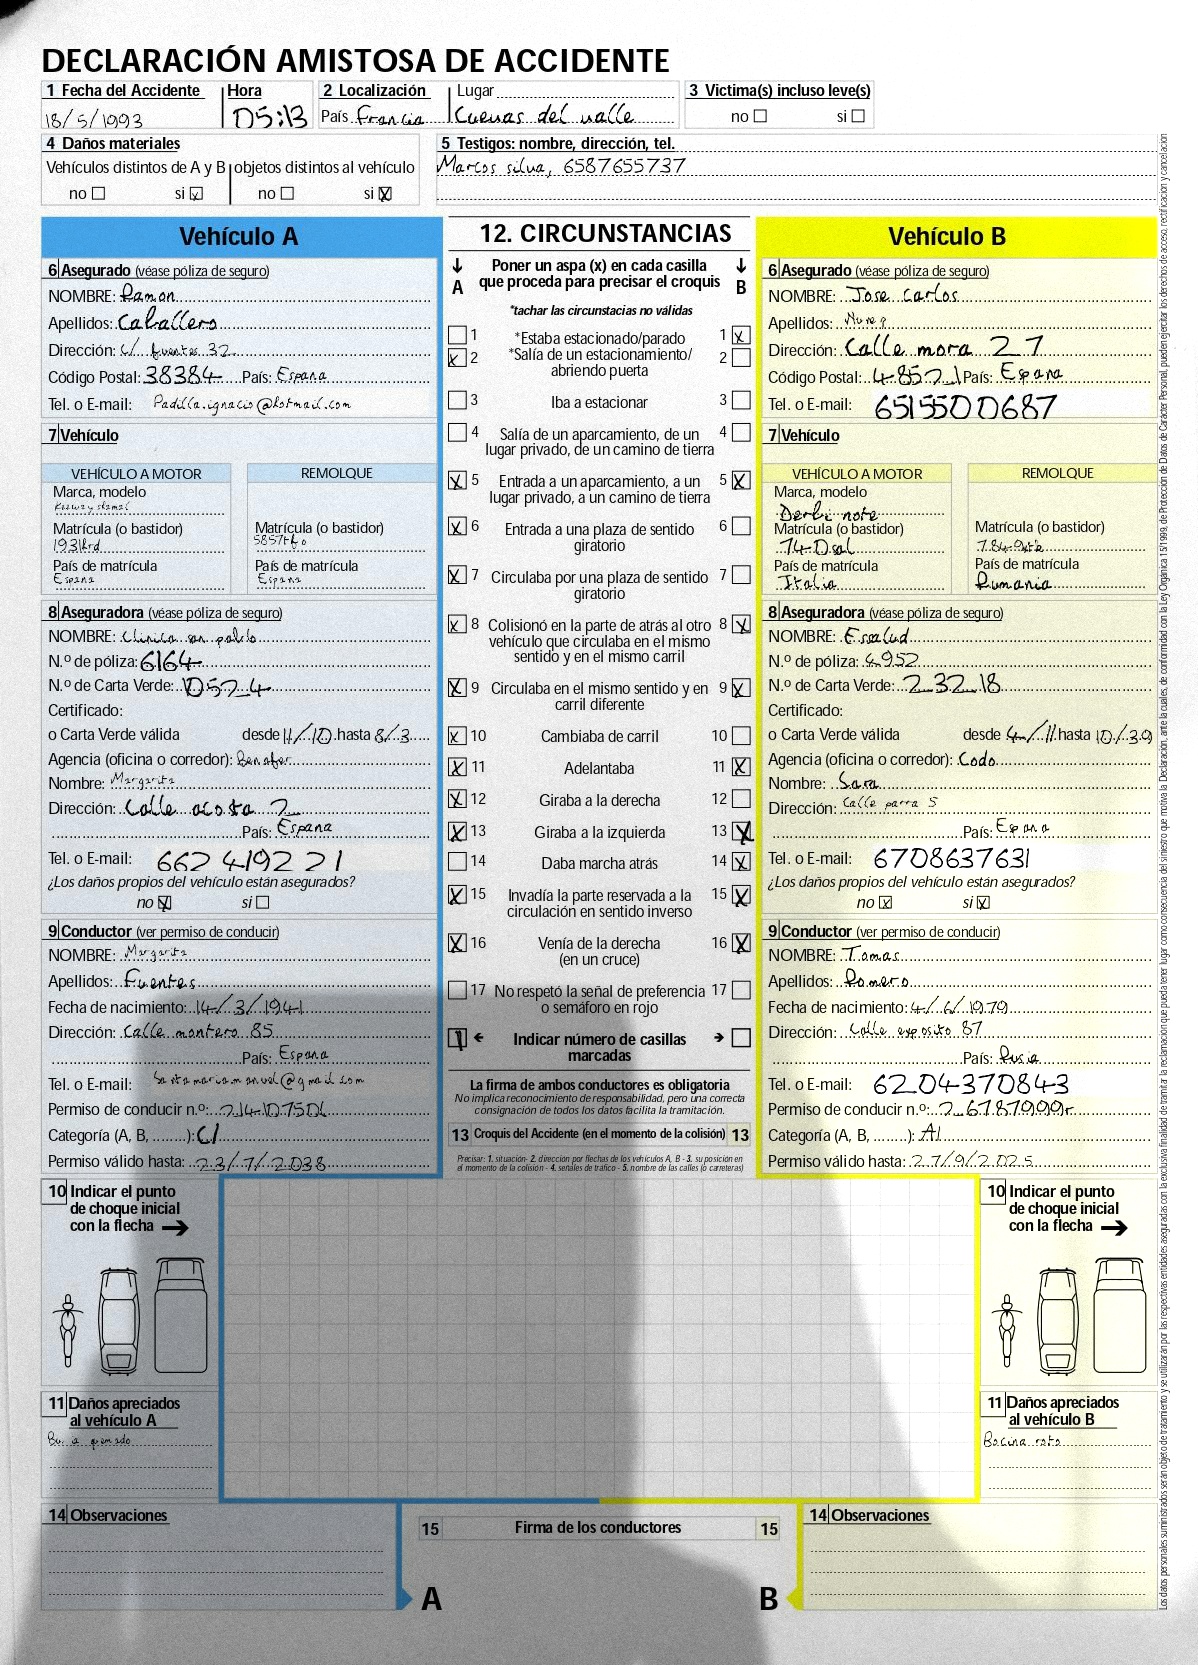 DECLARACIÓN AMISTOSA DE ACCIDENTE
1 Fecha del Accidente Hora
18/5/1993 05:13
2 Localización Lugar
País Francia Cuevas del valle
3 Victima(s) incluso leve(s)
no si
4 Daños materiales
Vehículos distintos de A y B objetos distintos al vehículo
no si no si
5 Testigos: nombre, dirección, tel.
Marcos silva, 6587655737
Vehículo A
6 Asegurado (véase póliza de seguro)
NOMBRE: Ramon
Apellidos: Caballero
Dirección: c/ fuentes 32
Código Postal: 38384 País: Espana
Tel. o E-mail: Padilla.ignacio@hotmail.com
7 Vehículo
VEHÍCULO A MOTOR REMOLQUE
Marca, modelo
Matrícula (o bastidor) Matrícula (o bastidor)
País de matrícula País de matrícula
Espana Espana
8 Aseguradora (véase póliza de seguro)
NOMBRE: Clinica san pablo
N.º de póliza: 6164
N.º de Carta Verde: 10524
Certificado:
o Carta Verde válida desde 11/10 hasta 8/3
Agencia (oficina o corredor): Benafer
Nombre: Margarita
Dirección: Calle acosta 2
País: Espana
Tel. o E-mail: 662419221
¿Los daños propios del vehículo están asegurados?
no si
9 Conductor (ver permiso de conducir)
NOMBRE: Margarita
Apellidos: Fuentes
Fecha de nacimiento: 14/3/1941
Dirección: Calle montero 85
País: Espana
Tel. o E-mail: Santamariamanuel@gmail.com
Permiso de conducir n.º:
Categoría (A, B, ........): C1
Permiso válido hasta: 23/7/2038
10 Indicar el punto
de choque inicial
con la flecha
11 Daños apreciados
al vehículo A
quemado
14 Observaciones
12. CIRCUNSTANCIAS
A Poner un aspa (x) en cada casilla B
que proceda para precisar el croquis
*tachar las circunstacias no válidas
1 *Estaba estacionado/parado 1
2 *Salía de un estacionamiento/ 2
abriendo puerta
3 Iba a estacionar 3
4 Salía de un aparcamiento, de un 4
lugar privado, de un camino de tierra
5 Entrada a un aparcamiento, a un 5
lugar privado, a un camino de tierra
6 Entrada a una plaza de sentido 6
giratorio
7 Circulaba por una plaza de sentido 7
giratorio
8 Colisionó en la parte de atrás al otro 8
vehículo que circulaba en el mismo
sentido y en el mismo carril
9 Circulaba en el mismo sentido y en 9
carril diferente
10 Cambiaba de carril 10
11 Adelantaba 11
12 Giraba a la derecha 12
13 Giraba a la izquierda 13
14 Daba marcha atrás 14
15 Invadía la parte reservada a la 15
circulación en sentido inverso
16 Venía de la derecha 16
(en un cruce)
17 No respetó la señal de preferencia 17
o semáforo en rojo
Indicar número de casillas
marcadas
La firma de ambos conductores es obligatoria
No implica reconocimiento de responsabilidad, pero una correcta
consignación de todos los datos facilita la tramitación.
13 Croquis del Accidente (en el momento de la colisión) 13
Precisar: 1. situación- 2. dirección por flechas de los vehículos A, B - 3. su posición en
el momento de la colisión - 4. señales de tráfico - 5. nombre de las calles (o carreteras)
15 Firma de los conductores 15
A B
Vehículo B
6 Asegurado (véase póliza de seguro)
NOMBRE: Jose carlos
Apellidos: Nunez
Dirección: Calle mora 27
Código Postal: 48521 País: Espana
Tel. o E-mail: 6515500687
7 Vehículo
VEHÍCULO A MOTOR REMOLQUE
Marca, modelo
Derbi note
Matrícula (o bastidor) Matrícula (o bastidor)
País de matrícula País de matrícula
Italia Rumania
8 Aseguradora (véase póliza de seguro)
NOMBRE: Essalud
N.º de póliza: 4952
N.º de Carta Verde: 23218
Certificado:
o Carta Verde válida desde 4/11 hasta 10/39
Agencia (oficina o corredor): Codo
Nombre: Sara
Dirección: Calle parra 5
País: Espana
Tel. o E-mail: 6708637631
¿Los daños propios del vehículo están asegurados?
no si
9 Conductor (ver permiso de conducir)
NOMBRE: Tomas
Apellidos: Romero
Fecha de nacimiento: 4/6/1979
Dirección: Calle esposito 87
País: Rusia
Tel. o E-mail: 6204370843
Permiso de conducir n.º: 26787999r
Categoría (A, B, ........): A1
Permiso válido hasta: 27/9/2025
10 Indicar el punto
de choque inicial
con la flecha
11 Daños apreciados
al vehículo B
Bocina rota
14 Observaciones
Los datos personales suministrados serán objeto de tratamiento y se utilizaran por las respectivas entidades aseguradas con la exclusiva finalidad de tramitar la reclamación que pueda tener lugar como consecuencia del siniestro que motiva la Declaración, ante la cuales, de conformidad con la Ley Orgánica 15/1999, de Protección de Datos de Carácter Personal, pueden ejercitar los derechos de acceso, rectificación y cancelación